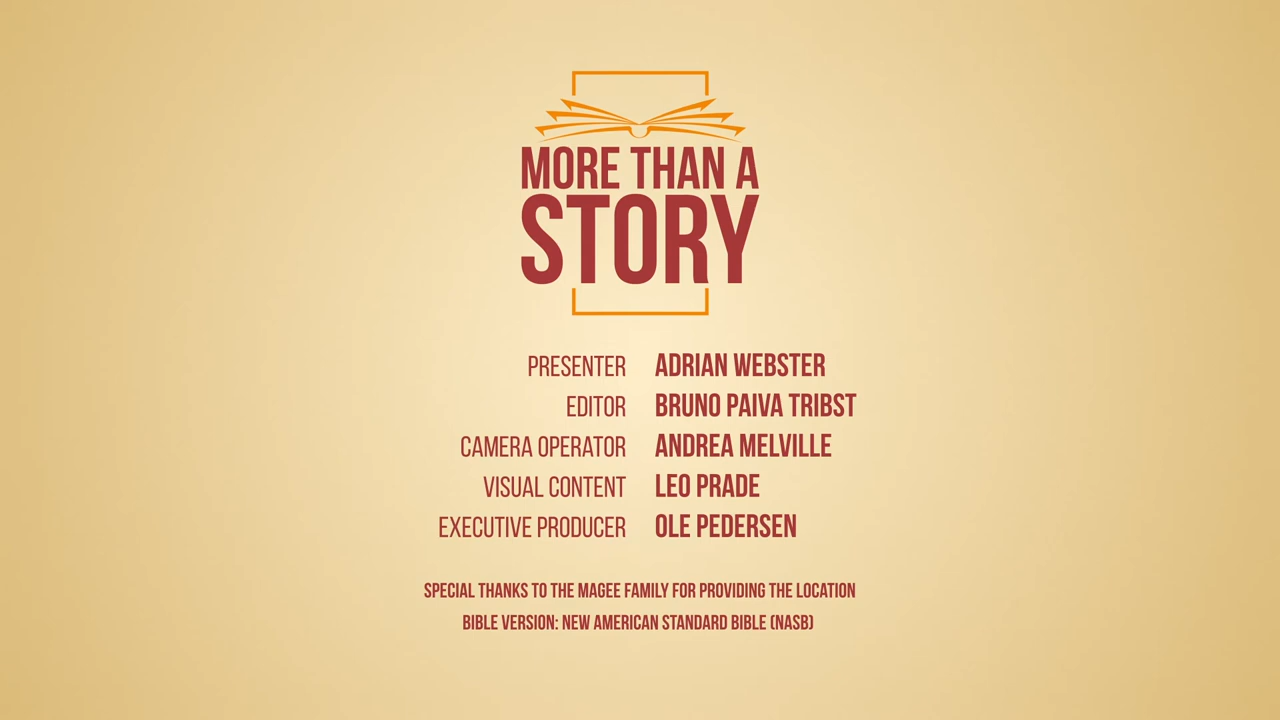 MORE THAN A
STORY
PRESENTER ADRIAN WEBSTER
EDITOR BRUNO PAIVA TRIBST
CAMERA OPERATOR ANDREA MELVILLE
VISUAL CONTENT LEO PRADE
EXECUTIVE PRODUCER OLE PEDERSEN
SPECIAL THANKS TO THE MAGEE FAMILY FOR PROVIDING THE LOCATION
BIBLE VERSION: NEW AMERICAN STANDARD BIBLE (NASB)